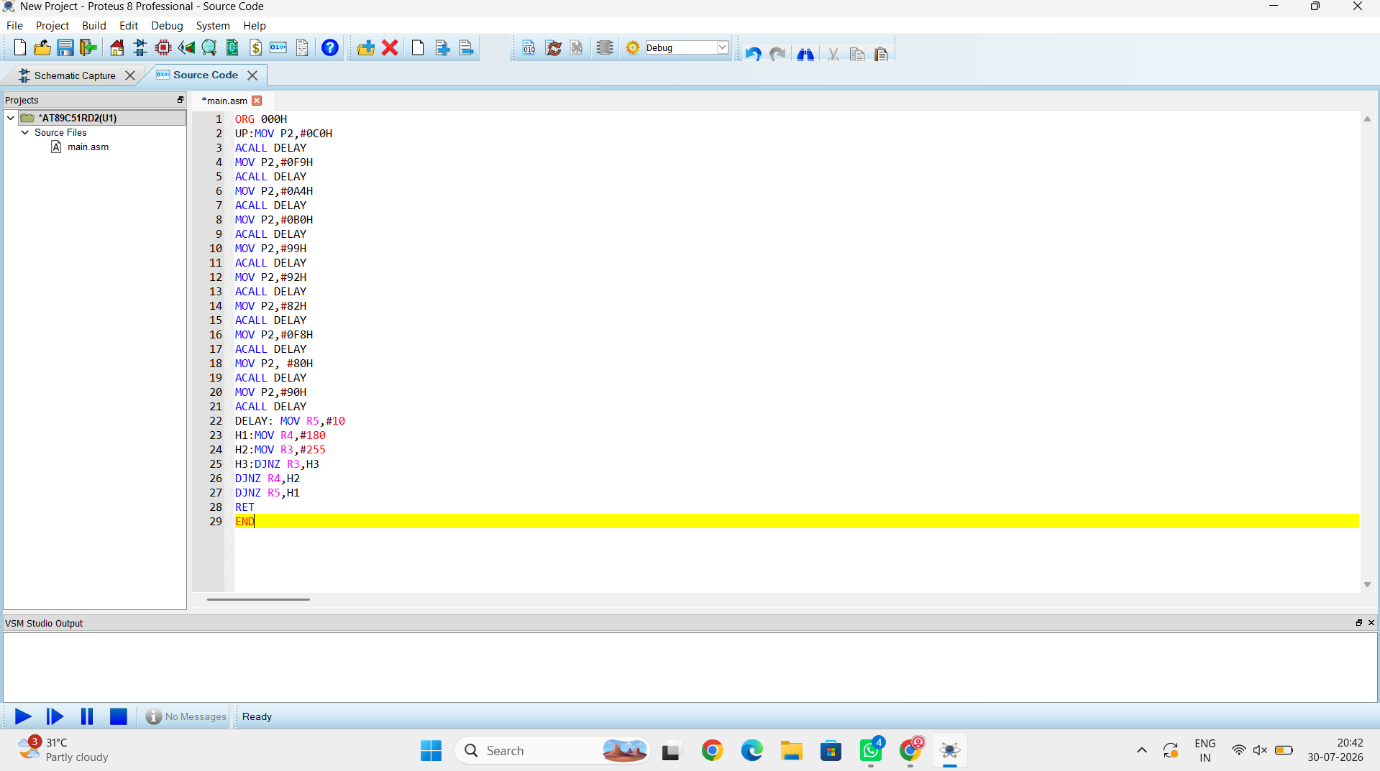 New Project - Proteus 8 Professional - Source Code
File Project Build Edit Debug System Help
Debug
Schematic Capture
Source Code
Projects
*main.asm
*AT89C51RD2(U1)
Source Files
main.asm
1 ORG 000H
2 UP:MOV P2,#0C0H
3 ACALL DELAY
4 MOV P2,#0F9H
5 ACALL DELAY
6 MOV P2,#0A4H
7 ACALL DELAY
8 MOV P2,#0B0H
9 ACALL DELAY
10 MOV P2,#99H
11 ACALL DELAY
12 MOV P2,#92H
13 ACALL DELAY
14 MOV P2,#82H
15 ACALL DELAY
16 MOV P2,#0F8H
17 ACALL DELAY
18 MOV P2, #80H
19 ACALL DELAY
20 MOV P2,#90H
21 ACALL DELAY
22 DELAY: MOV R5,#10
23 H1:MOV R4,#180
24 H2:MOV R3,#255
25 H3:DJNZ R3,H3
26 DJNZ R4,H2
27 DJNZ R5,H1
28 RET
29 END
VSM Studio Output
No Messages
Ready
3
31°C
Partly cloudy
Search
4
ENG
IN
20:42
30-07-2026